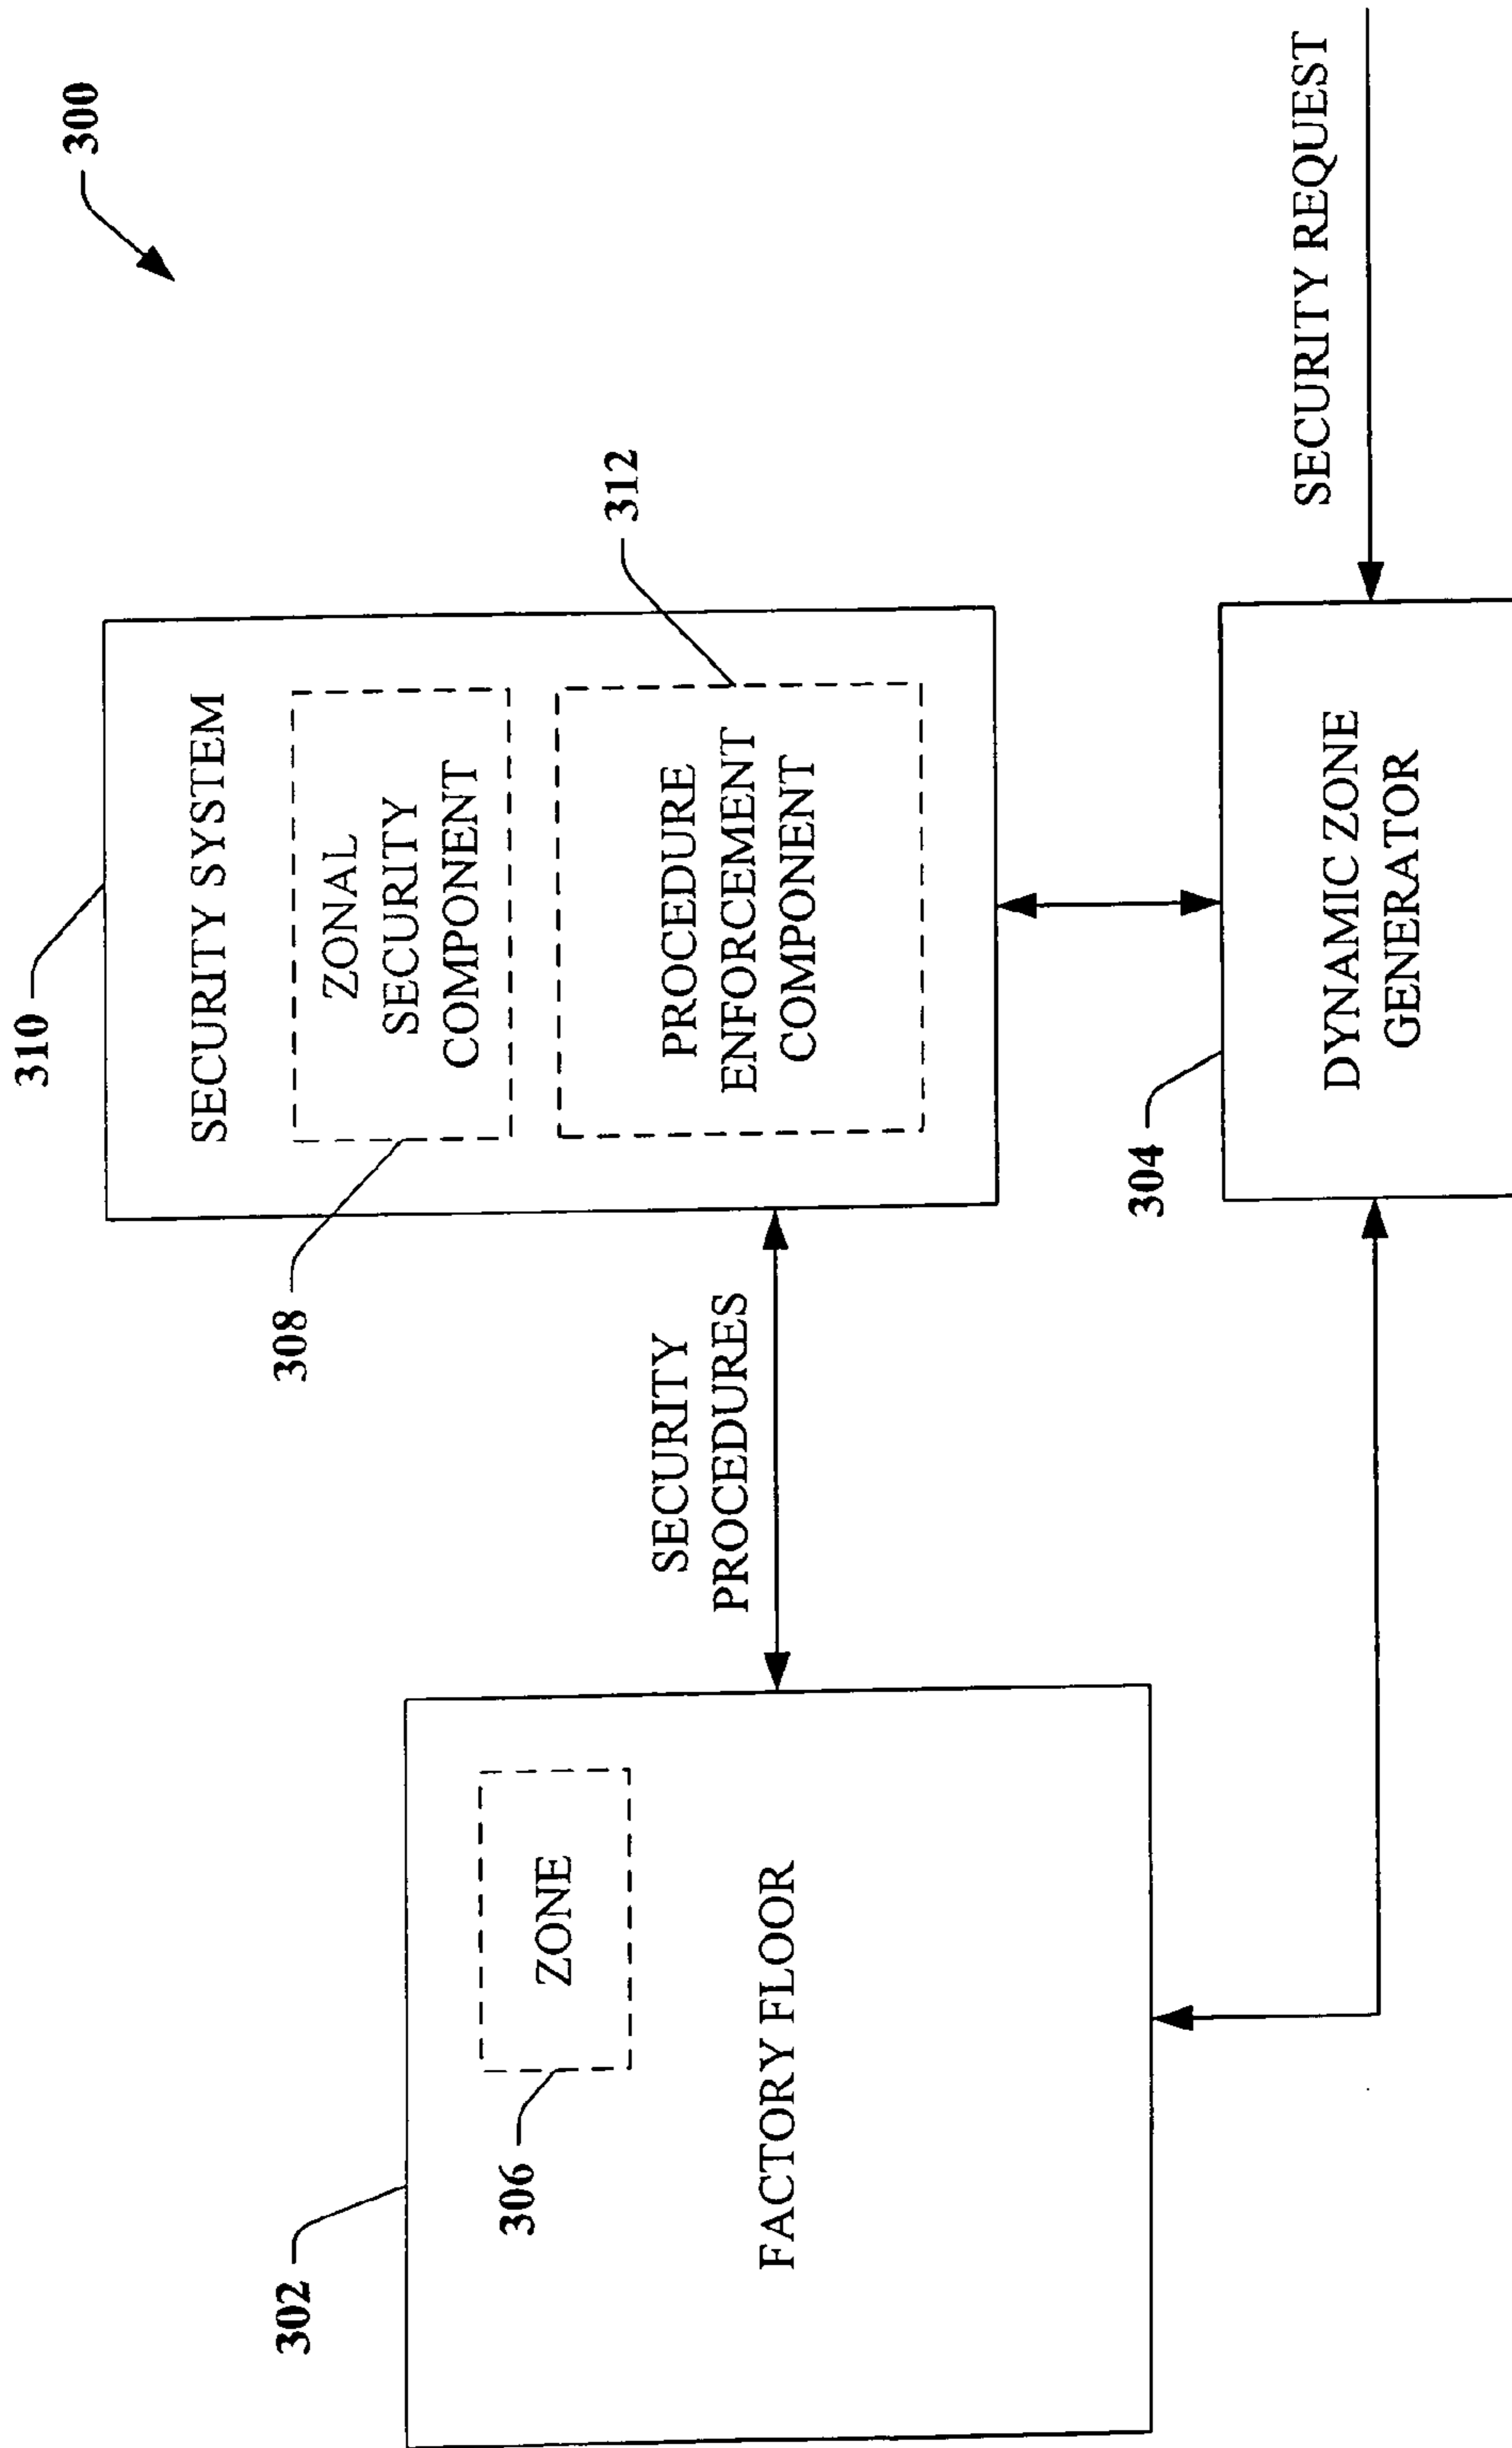 300
310
SECURITY SYSTEM
ZONAL
SECURITY
COMPONENT
308
PROCEDURE
ENFORCEMENT
COMPONENT
312
302
ZONE
306
FACTORY FLOOR
SECURITY
PROCEDURES
304
DYNAMIC ZONE
GENERATOR
SECURITY REQUEST